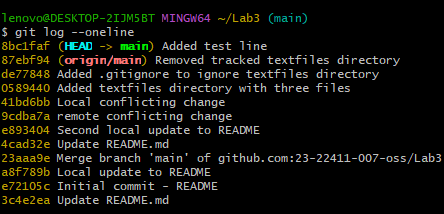 lenovo@DESKTOP-2IJM5BT MINGW64 ~/Lab3 (main)
$ git log --oneline
8bc1faf (HEAD -> main) Added test line
87ebf94 (origin/main) Removed tracked textfiles directory
de77848 Added .gitignore to ignore textfiles directory
0589440 Added textfiles directory with three files
41bd6bb Local conflicting change
9cdba7a remote conflicting change
e893404 Second local update to README
4cad32e Update README.md
23aaa9e Merge branch 'main' of github.com:23-22411-007-oss/Lab3
a8f789b Local update to README
e72105c Initial commit - README
3c4e2ea Update README.md